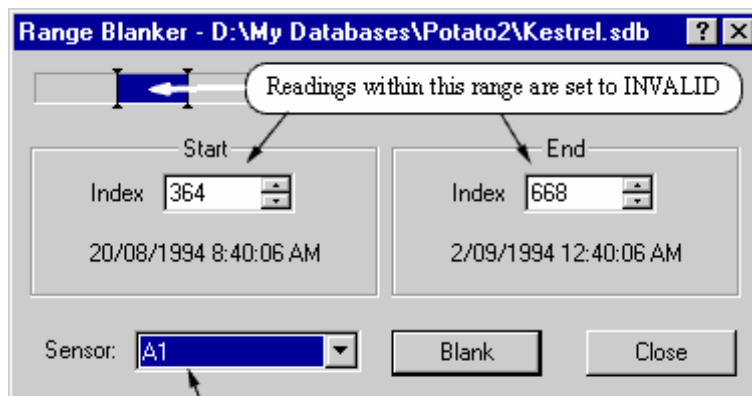 Range Blanker - D:\My Databases\Potato2\Kestrel.sdb
Readings within this range are set to INVALID
Start
Index 364
20/08/1994 8:40:06 AM
End
Index 668
2/09/1994 12:40:06 AM
Sensor: A1
Blank
Close